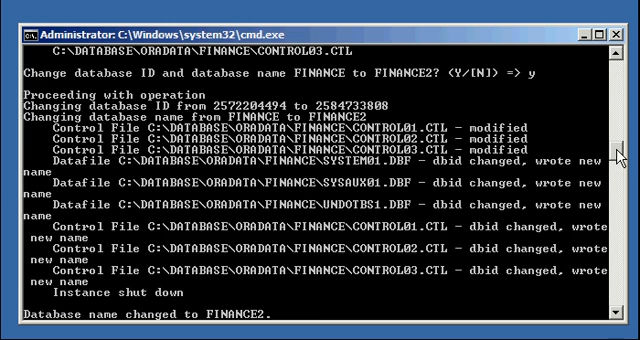 Administrator: C:\Windows\system32\cmd.exe
C:\DATABASE\ORADATA\FINANCE\CONTROL03.CTL
Change database ID and database name FINANCE to FINANCE2? (Y/[N]) => y
Proceeding with operation
Changing database ID from 2572204494 to 2584733808
Changing database name from FINANCE to FINANCE2
Control File C:\DATABASE\ORADATA\FINANCE\CONTROL01.CTL - modified
Control File C:\DATABASE\ORADATA\FINANCE\CONTROL02.CTL - modified
Control File C:\DATABASE\ORADATA\FINANCE\CONTROL03.CTL - modified
Datafile C:\DATABASE\ORADATA\FINANCE\SYSTEM01.DBF - dbid changed, wrote new
name
Datafile C:\DATABASE\ORADATA\FINANCE\SYSAUX01.DBF - dbid changed, wrote new
name
Datafile C:\DATABASE\ORADATA\FINANCE\UNDOTBS1.DBF - dbid changed, wrote new
name
Control File C:\DATABASE\ORADATA\FINANCE\CONTROL01.CTL - dbid changed, wrote
new name
Control File C:\DATABASE\ORADATA\FINANCE\CONTROL02.CTL - dbid changed, wrote
new name
Control File C:\DATABASE\ORADATA\FINANCE\CONTROL03.CTL - dbid changed, wrote
new name
Instance shut down
Database name changed to FINANCE2.